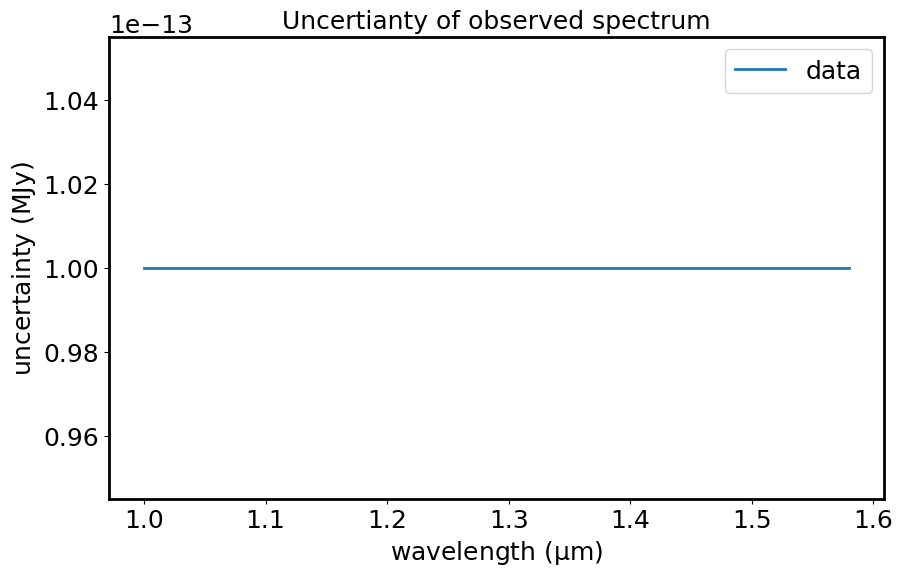 Uncertianty of observed spectrum
1e−13
data
1.04
1.02
1.00
0.98
0.96
uncertainty (MJy)
1.0 1.1 1.2 1.3 1.4 1.5 1.6
wavelength (μm)